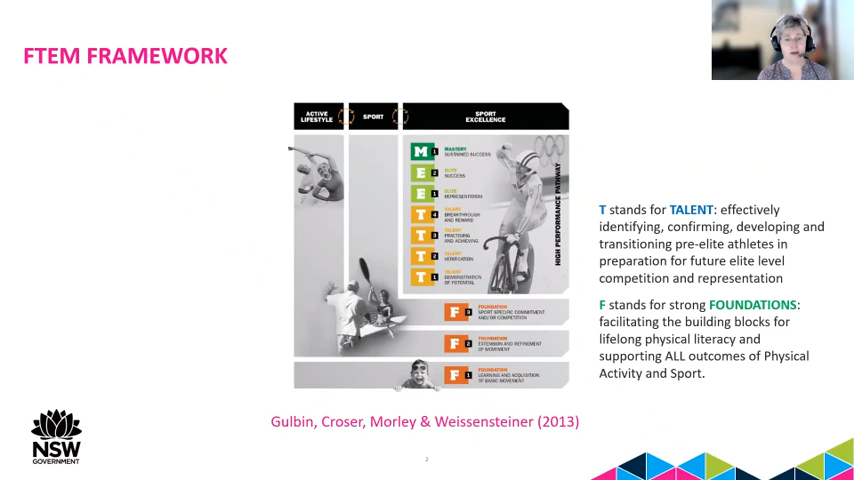 FTEM FRAMEWORK
ACTIVE
LIFESTYLE
SPORT
SPORT
EXCELLENCE
M 1 MASTERY
SUSTAINED SUCCESS
E 2 ELITE
SUCCESS
E 1 ELITE
REPRESENTATION
T 4 TALENT
BREAKTHROUGH
AND REWARD
T 3 TALENT
PRACTISING
AND ACHIEVING
T 2 TALENT
VERIFICATION
T 1 TALENT
DEMONSTRATION
OF POTENTIAL
HIGH PERFORMANCE PATHWAY
F 3 FOUNDATION
SPORT SPECIFIC COMMITMENT
AND/OR COMPETITION
F 2 FOUNDATION
EXTENSION AND REFINEMENT
OF MOVEMENT
F 1 FOUNDATION
LEARNING AND ACQUISITION
OF BASIC MOVEMENT
T stands for TALENT: effectively
identifying, confirming, developing and
transitioning pre-elite athletes in
preparation for future elite level
competition and representation
F stands for strong FOUNDATIONS:
facilitating the building blocks for
lifelong physical literacy and
supporting ALL outcomes of Physical
Activity and Sport.
Gulbin, Croser, Morley & Weissensteiner (2013)
NSW
GOVERNMENT
2